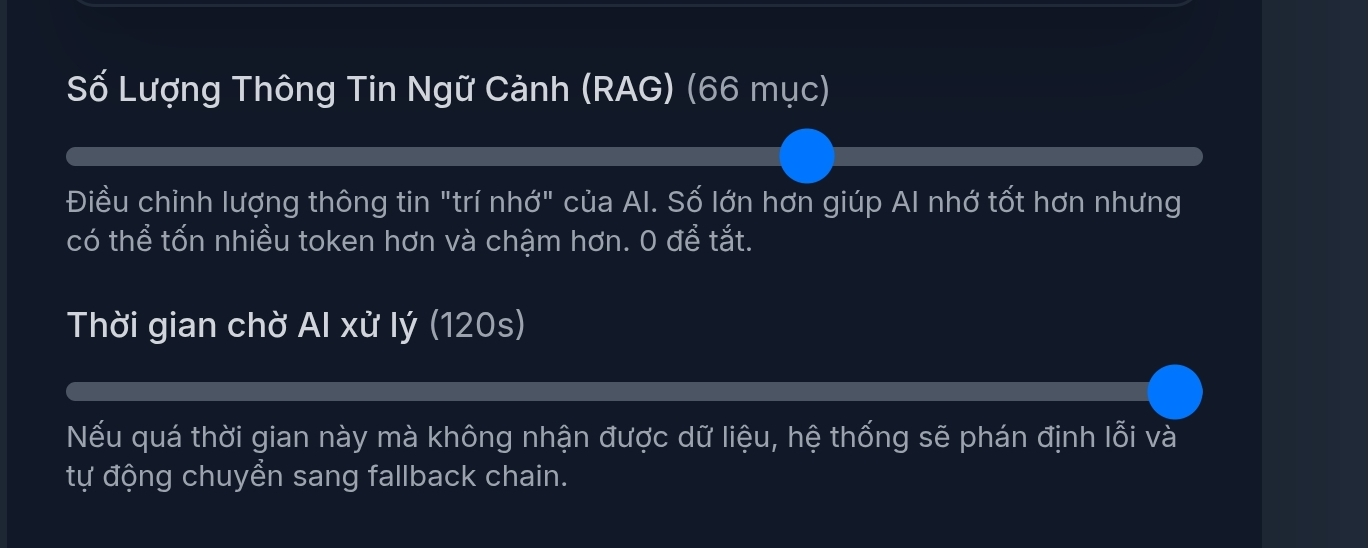 Số Lượng Thông Tin Ngữ Cảnh (RAG) (66 mục)
Điều chỉnh lượng thông tin "trí nhớ" của AI. Số lớn hơn giúp AI nhớ tốt hơn nhưng
có thể tốn nhiều token hơn và chậm hơn. 0 để tắt.
Thời gian chờ AI xử lý (120s)
Nếu quá thời gian này mà không nhận được dữ liệu, hệ thống sẽ phán định lỗi và
tự động chuyển sang fallback chain.